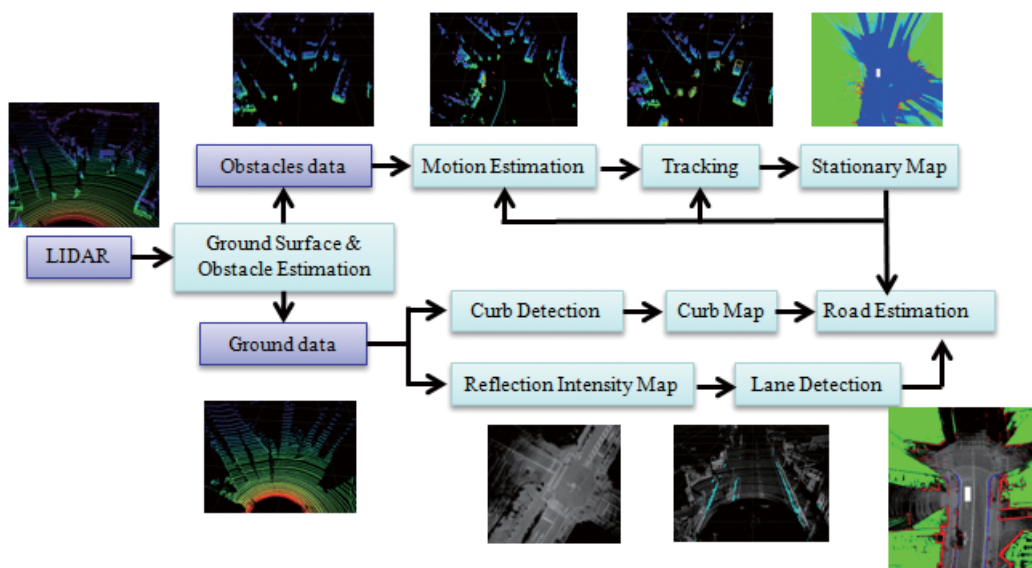 Obstacles data
Motion Estimation
Tracking
Stationary Map
LIDAR
Ground Surface &
Obstacle Estimation
Curb Detection
Curb Map
Road Estimation
Ground data
Reflection Intensity Map
Lane Detection